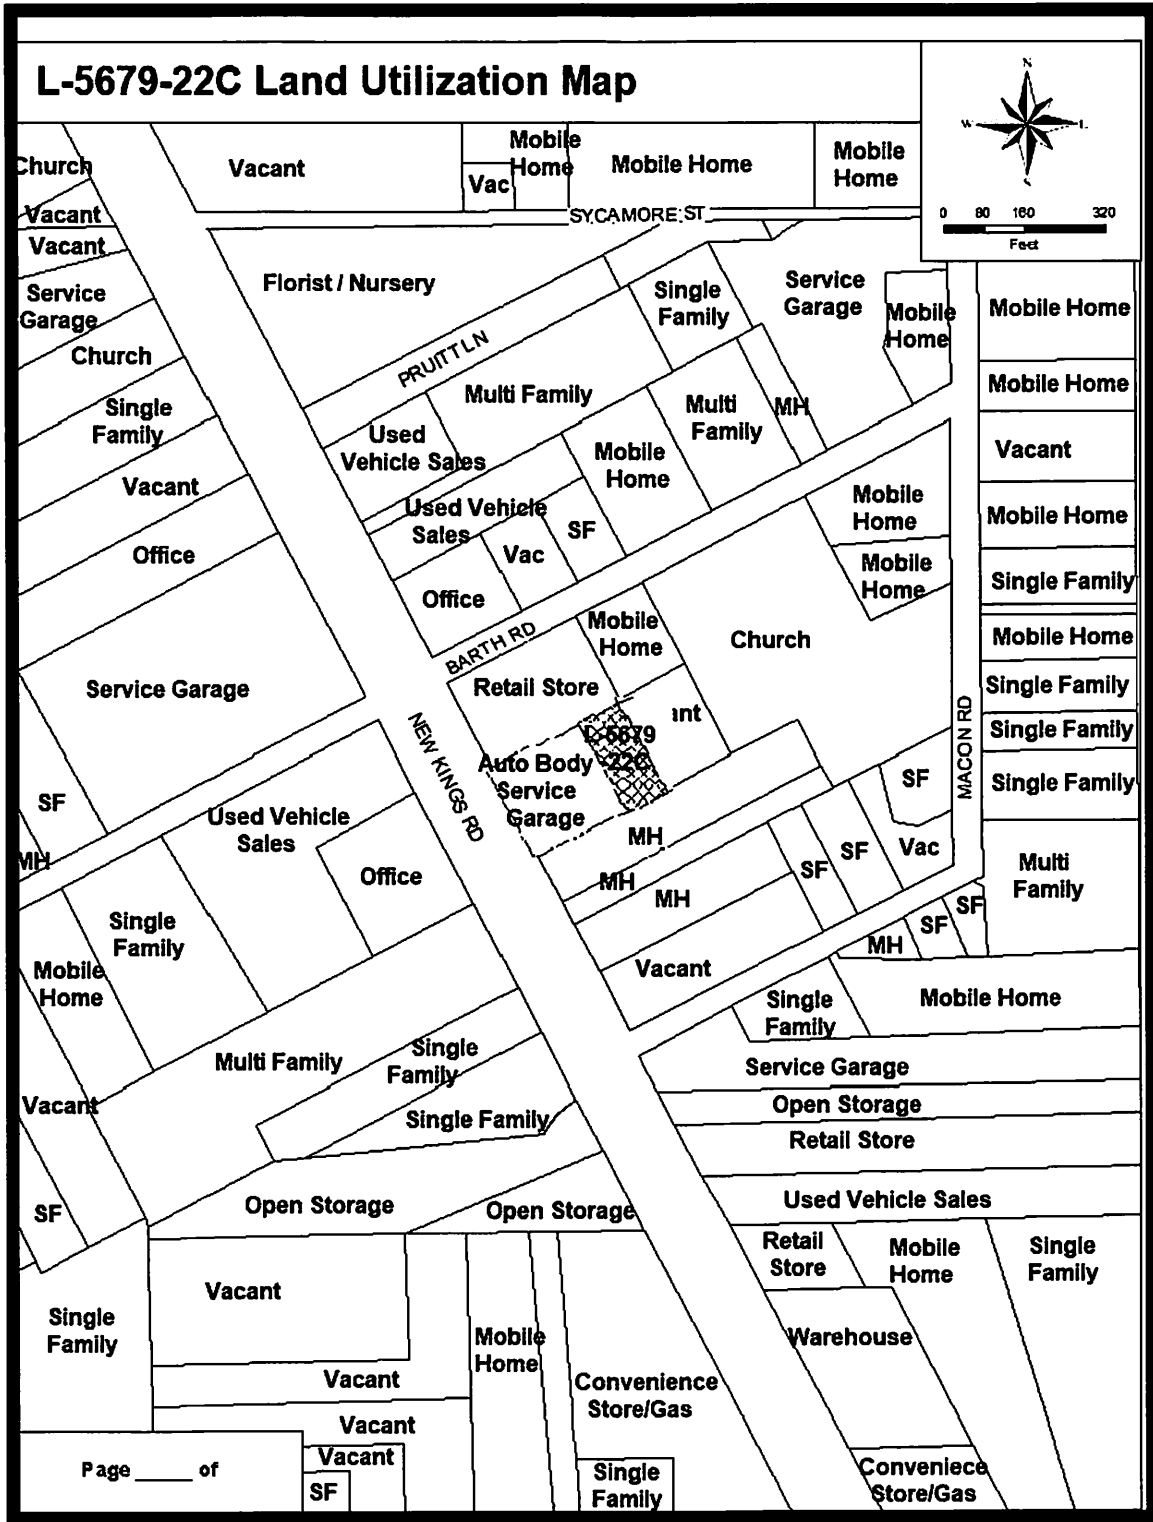 L-5679-22C Land Utilization Map
N
W
0 80 160 320
Feet
Church
Vacant
Mobile
Home
Vac
Mobile Home
Mobile
Home
Vacant
SYCAMORE ST
Vacant
Florist / Nursery
Service
Garage
Single
Family
Service
Garage
Mobile
Home
Mobile Home
Church
PRUITT LN
Mobile Home
Single
Family
Multi Family
Multi
Family
MH
Used
Vehicle Sales
Mobile
Home
Vacant
Vacant
Used Vehicle
Sales
SF
Mobile
Home
Mobile Home
Office
Vac
Mobile
Home
Single Family
Office
BARTH RD
Mobile
Home
Church
Mobile Home
Service Garage
Retail Store
Single Family
NEW KINGS RD
L-5679
22C
ant
MACON RD
Single Family
Auto Body
Service
Garage
SF
Single Family
SF
Used Vehicle
Sales
MH
SF
Vac
MH
Office
MH
SF
Multi
Family
MH
Single
Family
SF
SF
MH
Mobile
Home
Vacant
Single
Family
Mobile Home
Multi Family
Single
Family
Service Garage
Vacant
Single Family
Open Storage
Retail Store
SF
Open Storage
Open Storage
Used Vehicle Sales
Retail
Store
Mobile
Home
Single
Family
Vacant
Single
Family
Mobile
Home
Warehouse
Vacant
Convenience
Store/Gas
Vacant
Vacant
Page _____ of
SF
Single
Family
Conveniece
Store/Gas